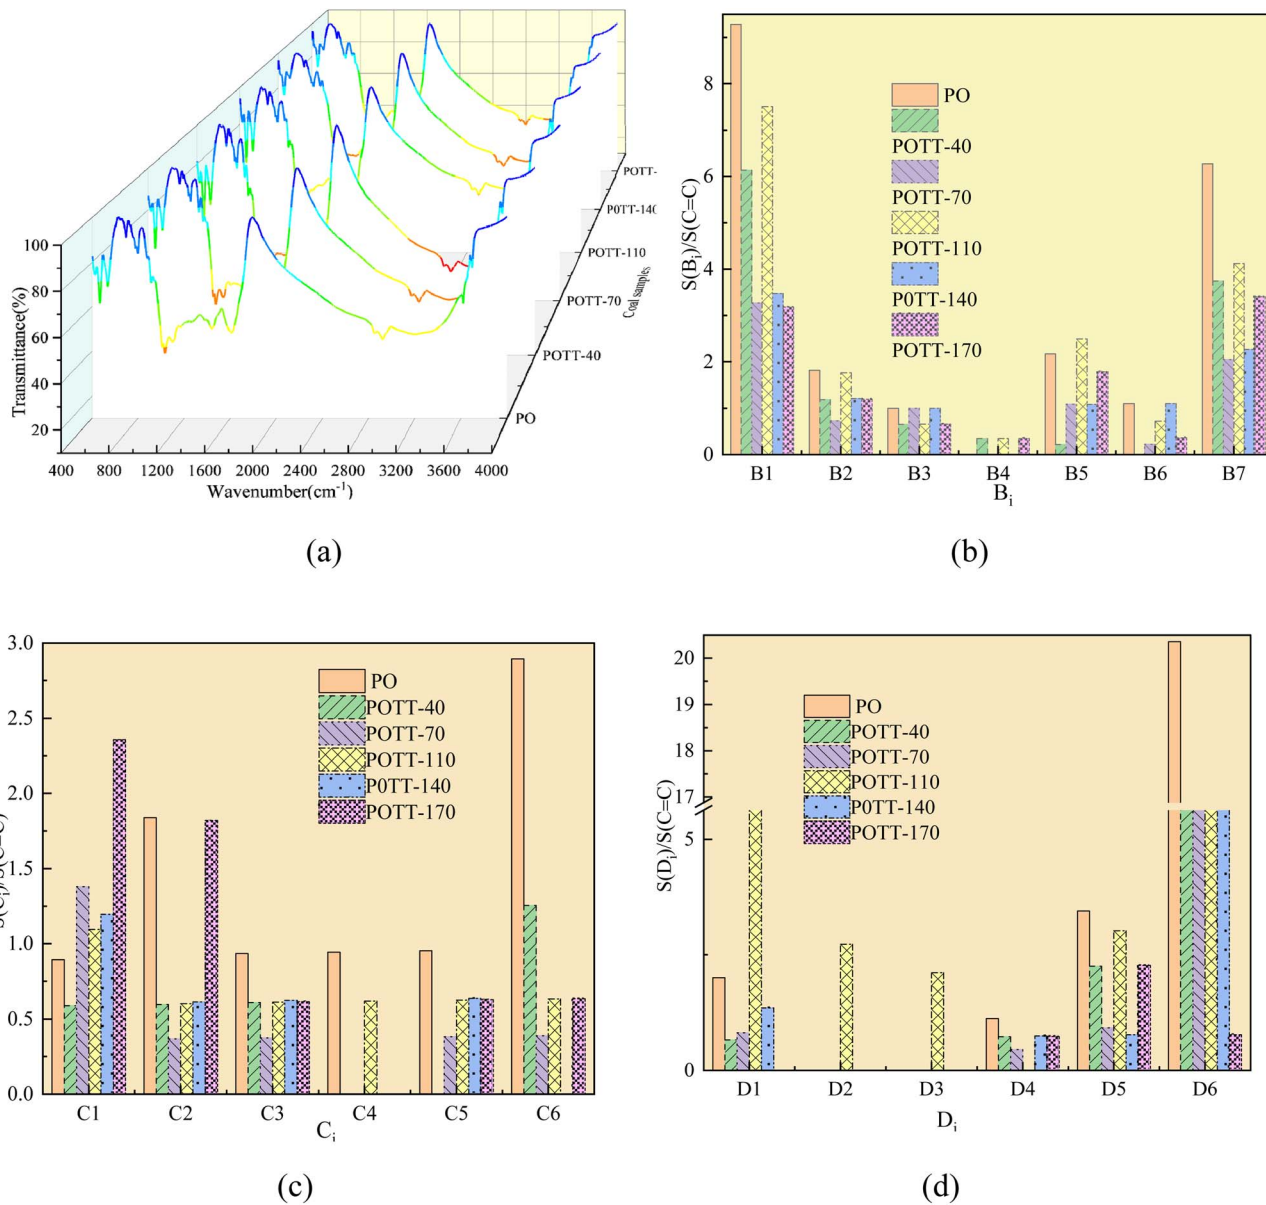 100
80
60
40
20
Transmittance(%)
400 800 1200 1600 2000 2400 2800 3200 3600 4000
Wavenumber(cm⁻¹)
PO
POTT-40
POTT-70
POTT-110
P0TT-140
POTT-
Coal samples
(a)
8
6
4
2
0
S(Bᵢ)/S(C=C)
PO
POTT-40
POTT-70
POTT-110
P0TT-140
POTT-170
B1 B2 B3 B4 B5 B6 B7
Bᵢ
(b)
3.0
2.5
2.0
1.5
1.0
0.5
0.0
S(Cᵢ)/S(C=C)
PO
POTT-40
POTT-70
POTT-110
P0TT-140
POTT-170
C1 C2 C3 C4 C5 C6
Cᵢ
(c)
20
19
18
17
5
0
S(Dᵢ)/S(C=C)
PO
POTT-40
POTT-70
POTT-110
P0TT-140
POTT-170
D1 D2 D3 D4 D5 D6
Dᵢ
(d)